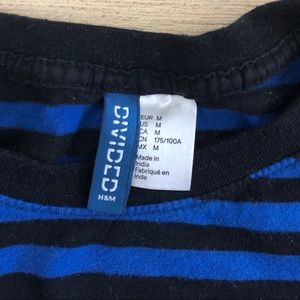 DIVIDED
H&M
EUR M
US M
CA M
CN 175/100A
MX M
Made in
India
Fabriqué en
Inde